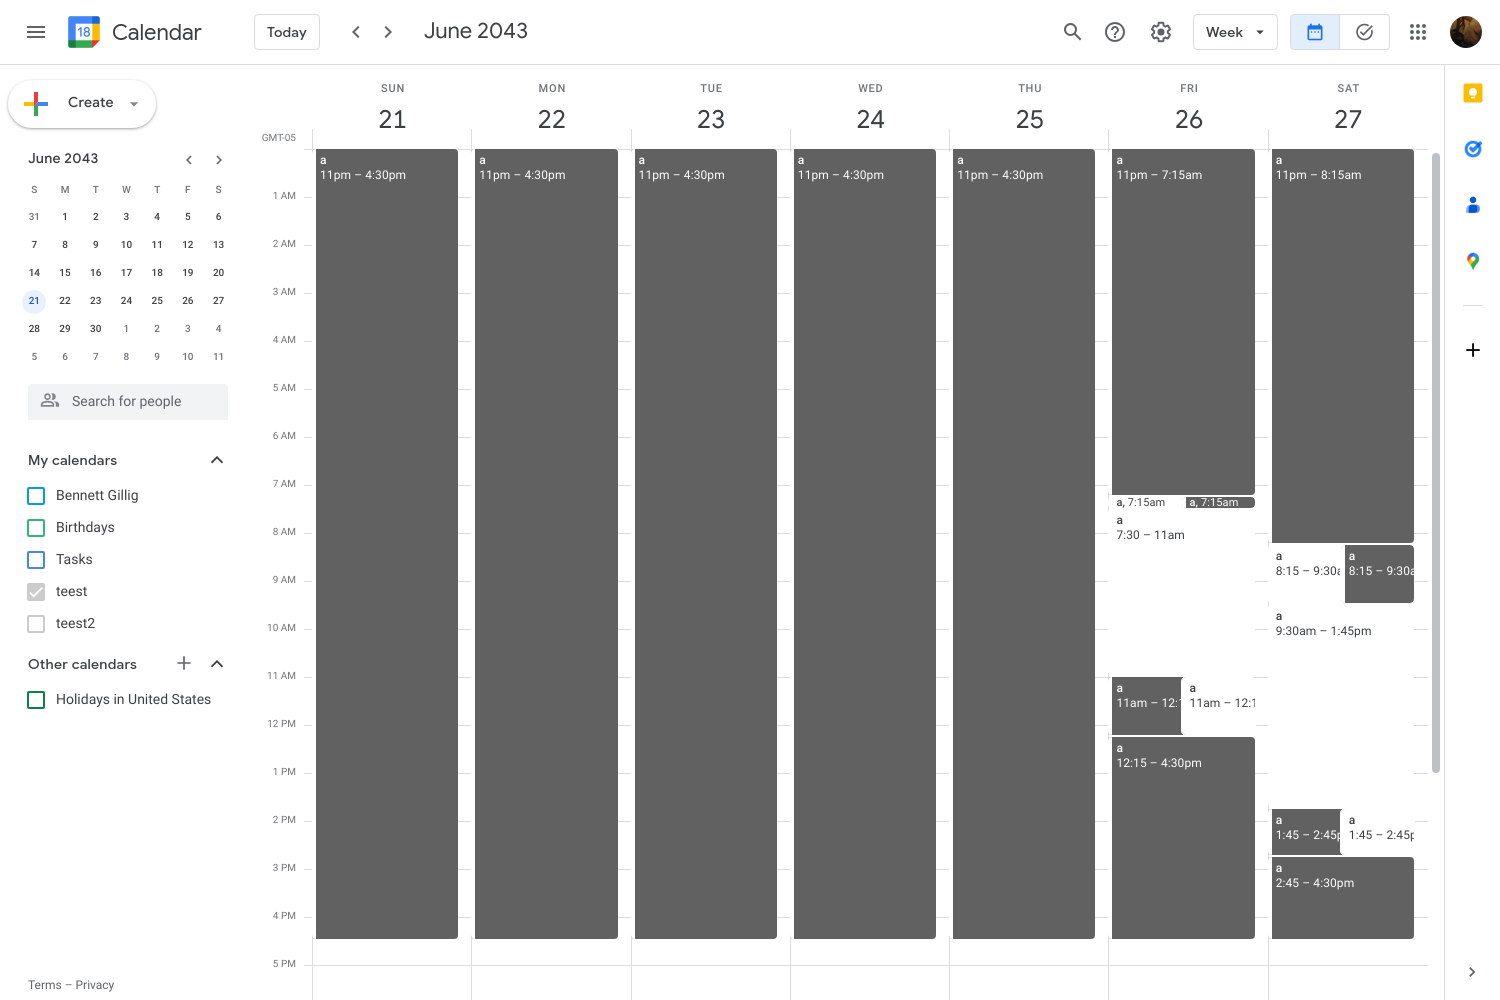 18 Calendar Today June 2043 Week
Create
June 2043
S M T W T F S
31 1 2 3 4 5 6
7 8 9 10 11 12 13
14 15 16 17 18 19 20
21 22 23 24 25 26 27
28 29 30 1 2 3 4
5 6 7 8 9 10 11
Search for people
My calendars
Bennett Gillig
Birthdays
Tasks
teest
teest2
Other calendars
Holidays in United States
Terms – Privacy
SUN MON TUE WED THU FRI SAT
21 22 23 24 25 26 27
GMT-05
1 AM
2 AM
3 AM
4 AM
5 AM
6 AM
7 AM
8 AM
9 AM
10 AM
11 AM
12 PM
1 PM
2 PM
3 PM
4 PM
5 PM
a
11pm – 4:30pm
a
11pm – 4:30pm
a
11pm – 4:30pm
a
11pm – 4:30pm
a
11pm – 4:30pm
a
11pm – 7:15am
a, 7:15am
a, 7:15am
a
7:30 – 11am
a
11am – 12:1
a
11am – 12:1
a
12:15 – 4:30pm
a
11pm – 8:15am
a
8:15 – 9:30a
a
8:15 – 9:30a
a
9:30am – 1:45pm
a
1:45 – 2:45p
a
1:45 – 2:45p
a
2:45 – 4:30pm